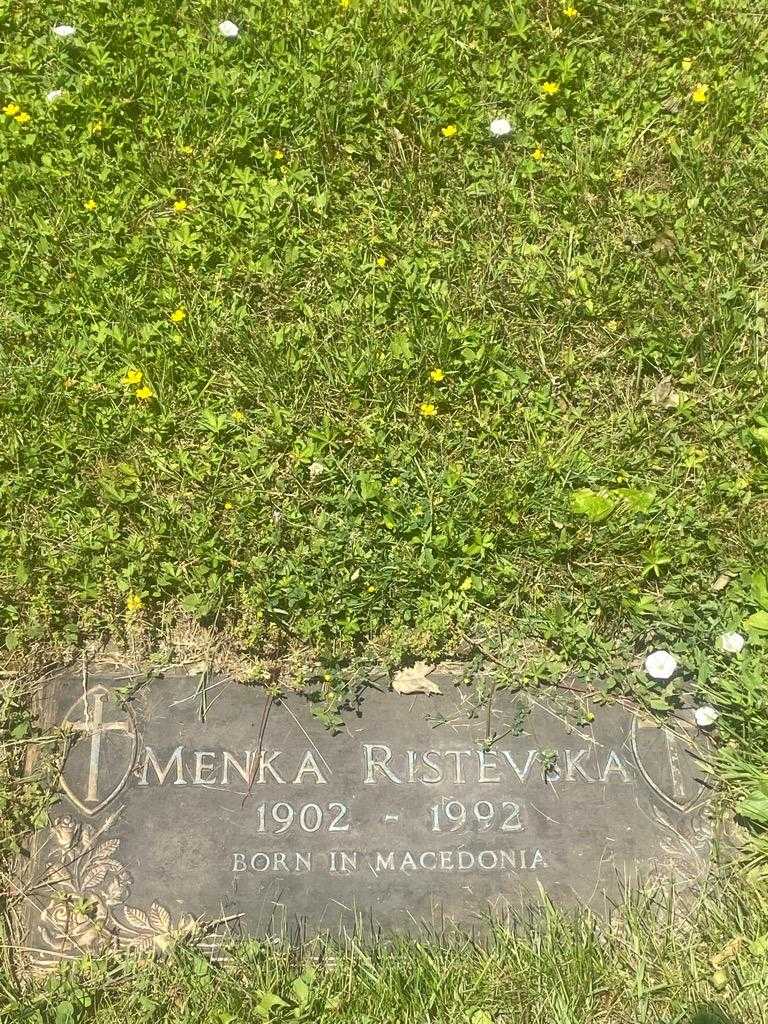 MENKA RISTEVSKA
1902 - 1992
BORN IN MACEDONIA